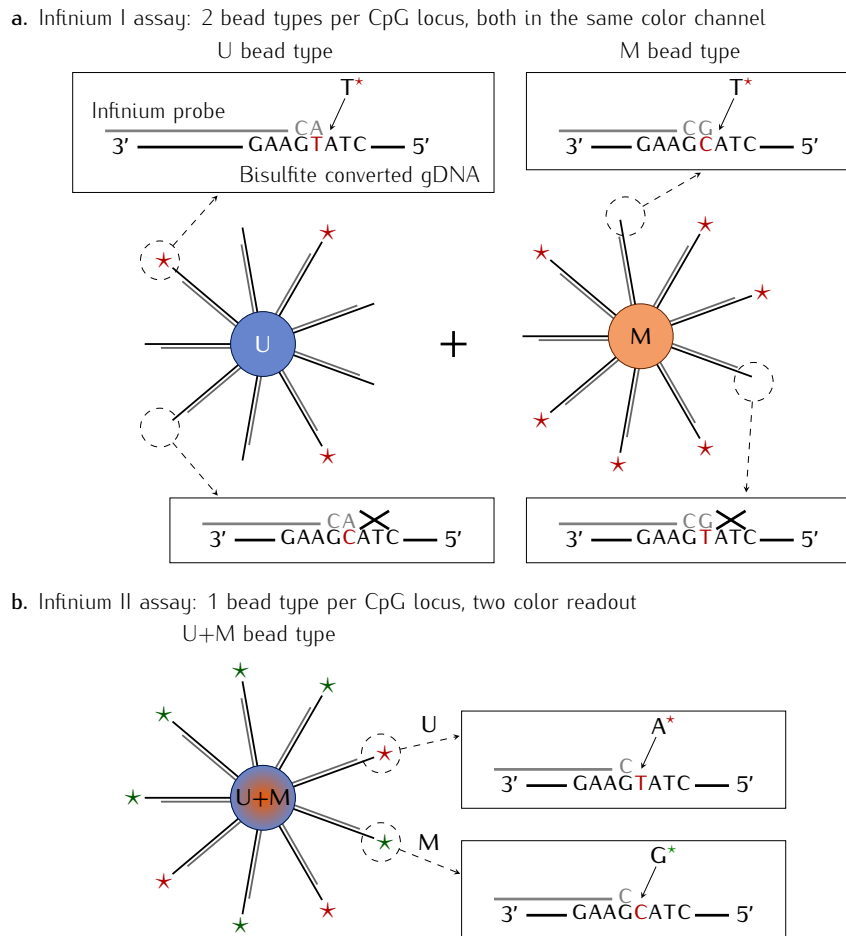 a. Infinium I assay: 2 bead types per CpG locus, both in the same color channel
U bead type
M bead type
T*
Infinium probe
CA
3' GAAGTATC 5'
Bisulfite converted gDNA
T*
CG
3' GAAGCATC 5'
U
+
M
CA
3' GAAGCATC 5'
CG
3' GAAGTATC 5'
b. Infinium II assay: 1 bead type per CpG locus, two color readout
U+M bead type
U+M
U
A*
C
3' GAAGTATC 5'
M
G*
C
3' GAAGCATC 5'